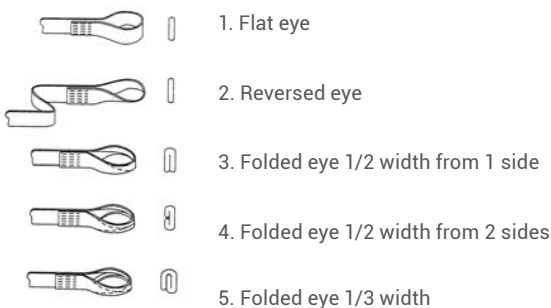 1. Flat eye
2. Reversed eye
3. Folded eye 1/2 width from 1 side
4. Folded eye 1/2 width from 2 sides
5. Folded eye 1/3 width